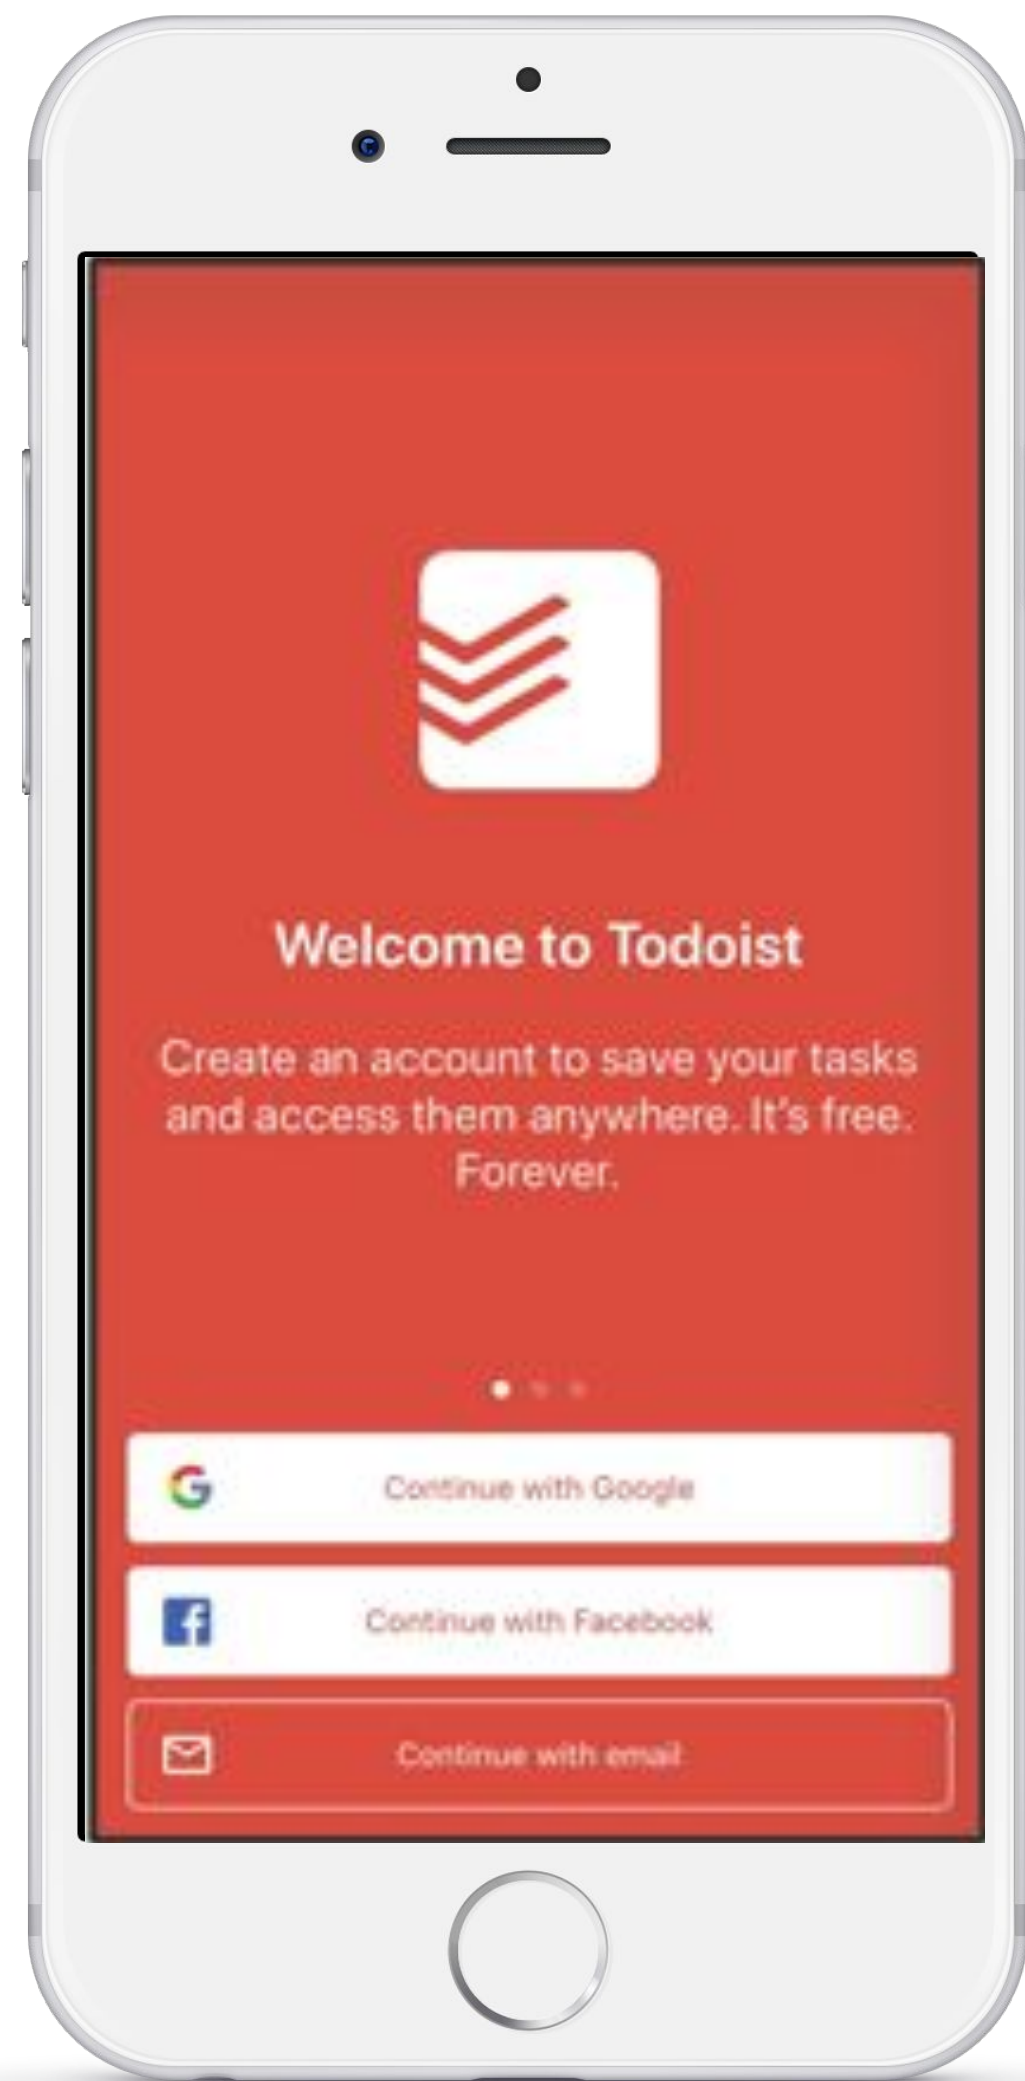 Welcome to Todoist
Create an account to save your tasks
and access them anywhere. It's free.
Forever.
Continue with Google
Continue with Facebook
Continue with email